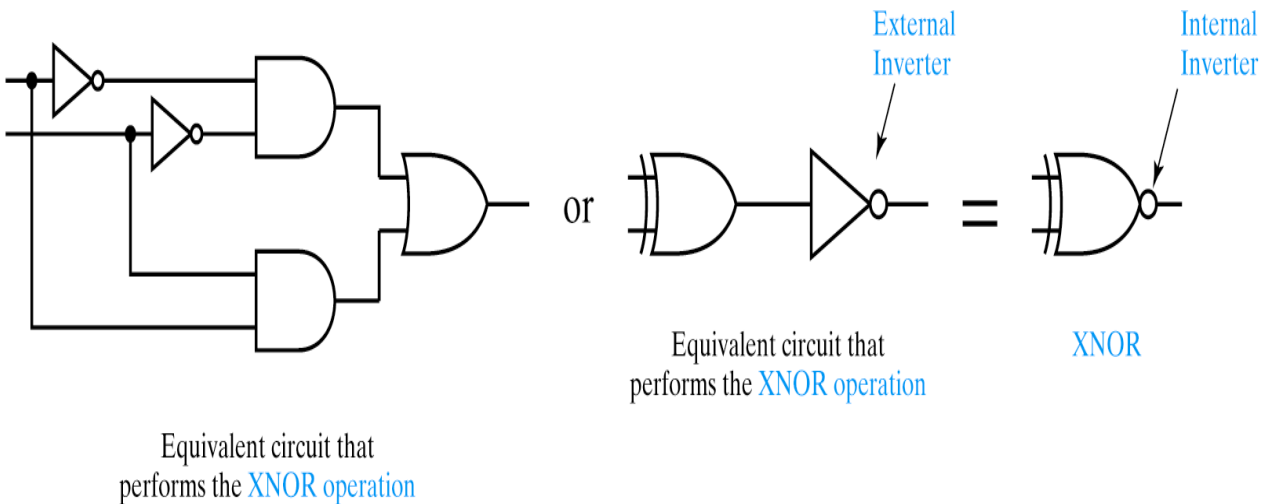 External
Inverter
Internal
Inverter
or
=
Equivalent circuit that
performs the XNOR operation
XNOR
Equivalent circuit that
performs the XNOR operation